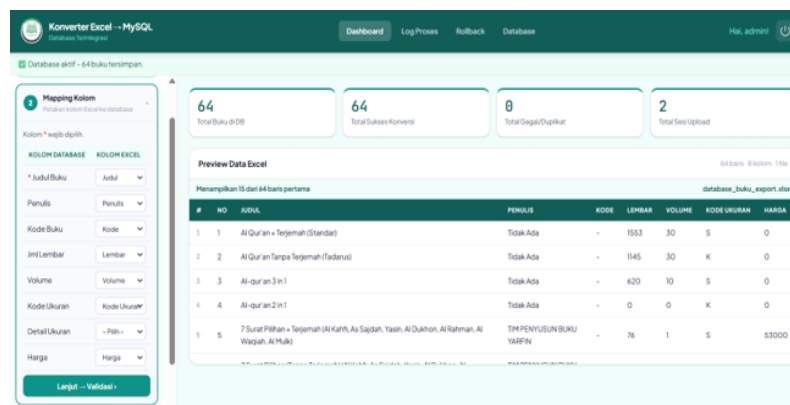 Konverter Excel → MySQL
Database Terintegrasi
Dashboard Log Proses Rollback Database
Hai, admin!
✅ Database aktif - 64 buku tersimpan.
2 Mapping Kolom
Petakan kolom Excel ke database
Kolom * wajib dipilih.
KOLOM DATABASE KOLOM EXCEL
* Judul Buku Judul
Penulis Penulis
Kode Buku Kode
Jml Lembar Lembar
Volume Volume
Kode Ukuran Kode Ukuran
Detail Ukuran - Pilih -
Harga Harga
Lanjut → Validasi ›
64
Total Buku di DB
64
Total Sukses Konversi
0
Total Gagal/Duplikat
2
Total Sesi Upload
Preview Data Excel
64 baris · 8 kolom · 1 file
Menampilkan 15 dari 64 baris pertama
database_buku_export.xlsx
# NO JUDUL PENULIS KODE LEMBAR VOLUME KODE UKURAN HARGA
1 1 Al Qur'an + Terjemah (Standar) Tidak Ada - 1553 30 S 0
2 2 Al Qur'an Tanpa Terjemah (Tadarus) Tidak Ada - 1145 30 K 0
3 3 Al-qur'an 3 in 1 Tidak Ada - 620 10 S 0
4 4 Al-qur'an 2 in 1 Tidak Ada - 0 0 K 0
5 5 7 Surat Pilihan + Terjemah (Al Kahfi, As Sajdah, Yasin, Al Dukhon, Al Rahman, Al Waqiah, Al Mulk) TIM PENYUSUN BUKU YARFIN - 76 1 S 53000